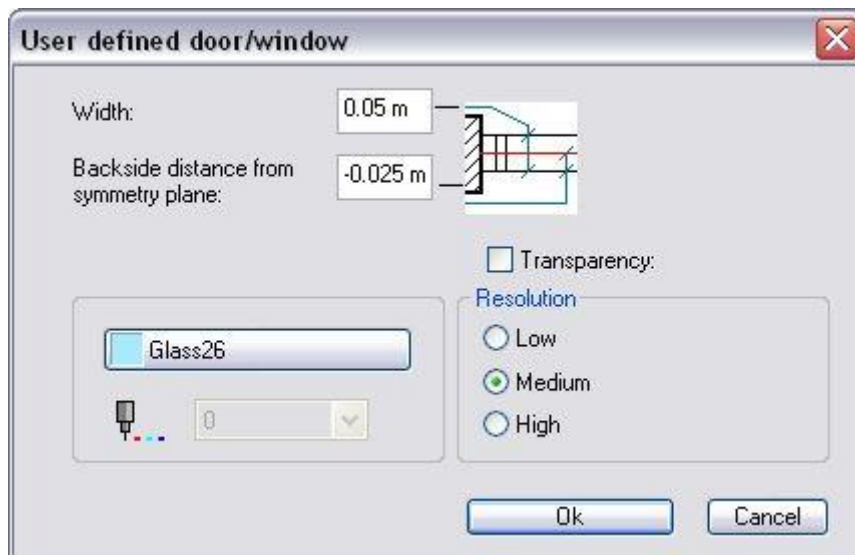 User defined door/window
Width:
0.05 m
Backside distance from
symmetry plane:
-0.025 m
Transparency:
Resolution
Glass26
Low
Medium
0
High
Ok
Cancel